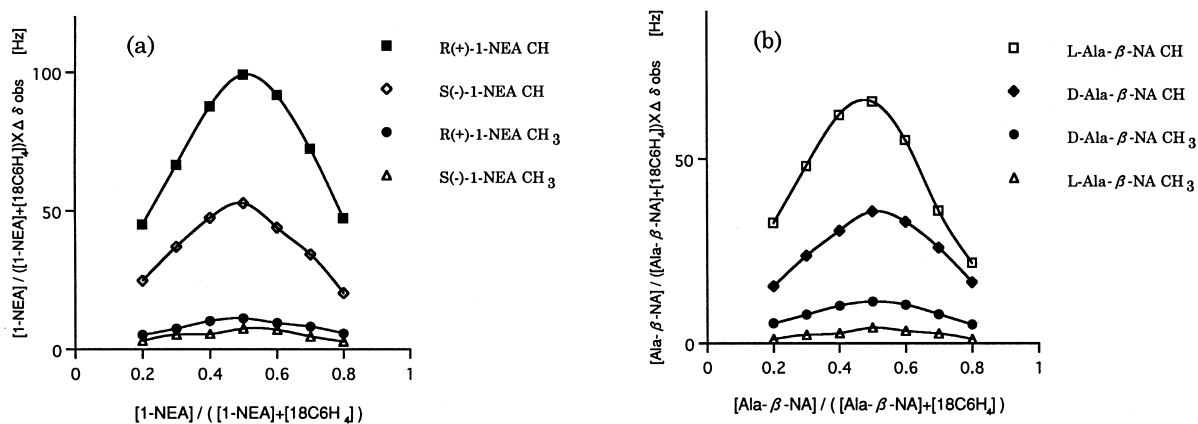 [1-NEA] / ([1-NEA]+[18C6H4])XΔ δ obs [Hz]
(a)
100
50
0
0
0.2
0.4
0.6
0.8
1
[1-NEA] / ( [1-NEA]+[18C6H4] )
R(+)-1-NEA CH
S(-)-1-NEA CH
R(+)-1-NEA CH3
S(-)-1-NEA CH3
[Ala-β-NA] / ([Ala-β-NA]+[18C6H4])XΔ δ obs [Hz]
(b)
50
0
0
0.2
0.4
0.6
0.8
1
[Ala-β-NA] / ( [Ala-β-NA]+[18C6H4] )
L-Ala-β-NA CH
D-Ala-β-NA CH
D-Ala-β-NA CH3
L-Ala-β-NA CH3